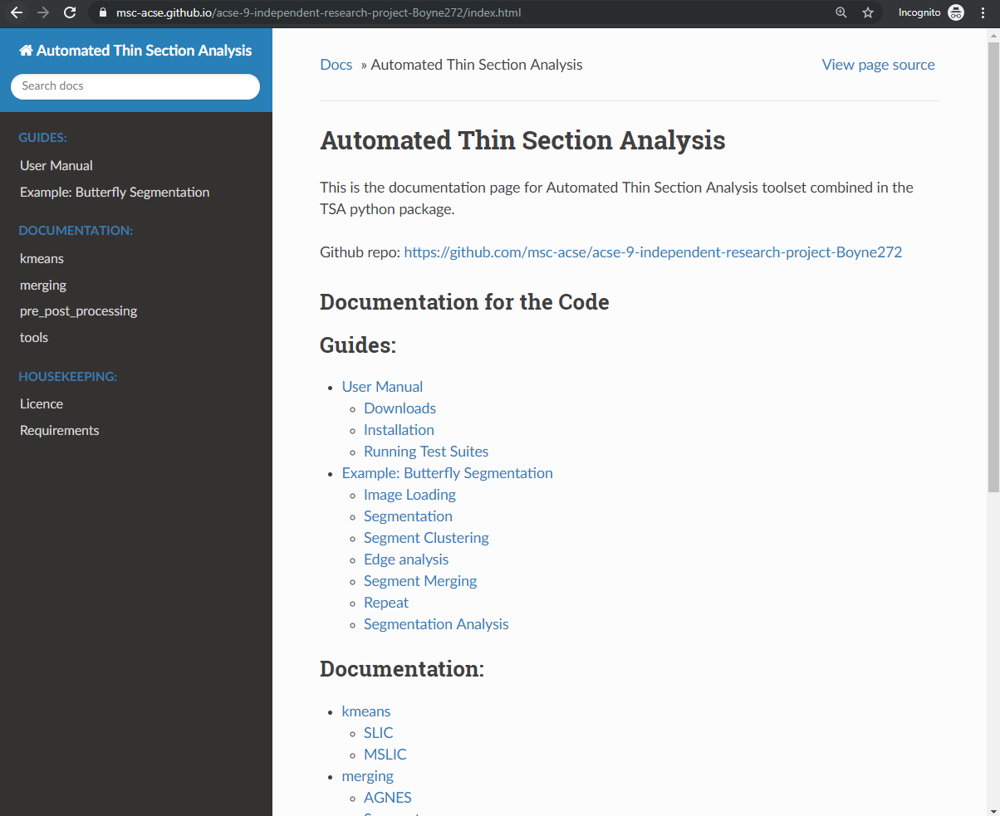 msc-acse.github.io/acse-9-independent-research-project-Boyne272/index.html
Incognito
Automated Thin Section Analysis
Search docs
GUIDES:
User Manual
Example: Butterfly Segmentation
DOCUMENTATION:
kmeans
merging
pre_post_processing
tools
HOUSEKEEPING:
Licence
Requirements
Docs » Automated Thin Section Analysis
View page source
Automated Thin Section Analysis
This is the documentation page for Automated Thin Section Analysis toolset combined in the
TSA python package.
Github repo: https://github.com/msc-acse/acse-9-independent-research-project-Boyne272
Documentation for the Code
Guides:
User Manual
Downloads
Installation
Running Test Suites
Example: Butterfly Segmentation
Image Loading
Segmentation
Segment Clustering
Edge analysis
Segment Merging
Repeat
Segmentation Analysis
Documentation:
kmeans
SLIC
MSLIC
merging
AGNES